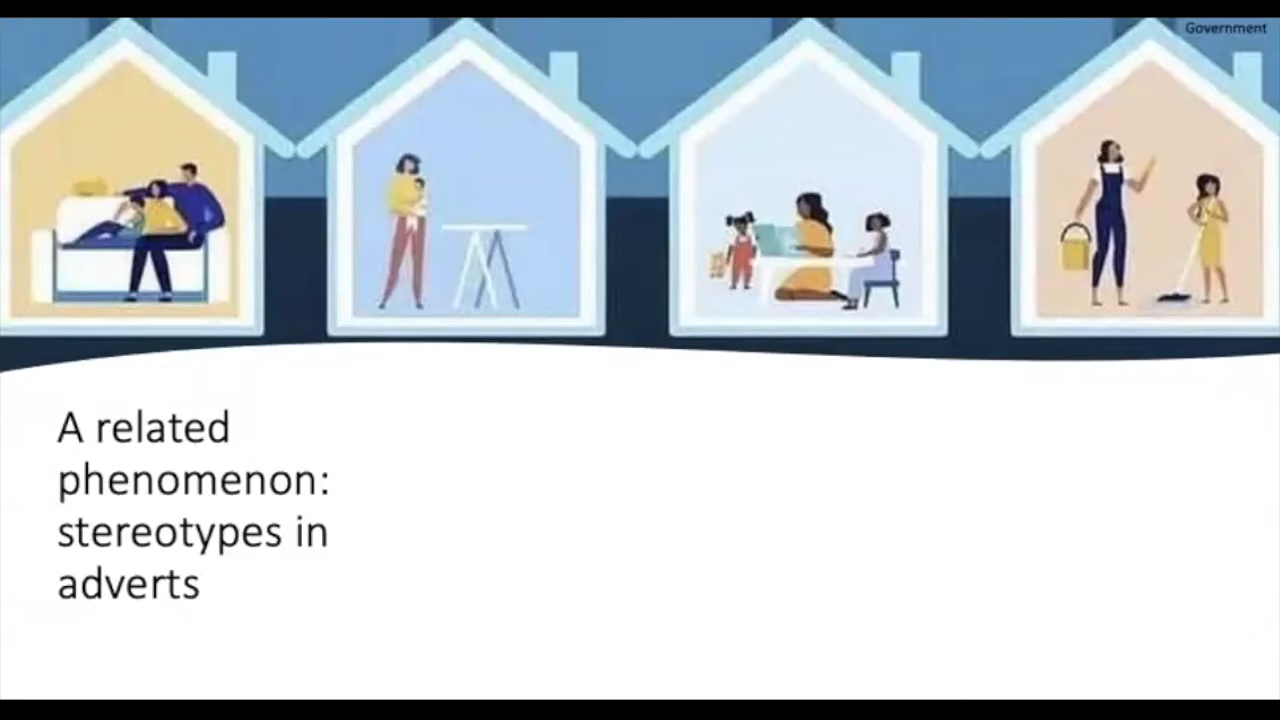 Government
A related
phenomenon:
stereotypes in
adverts